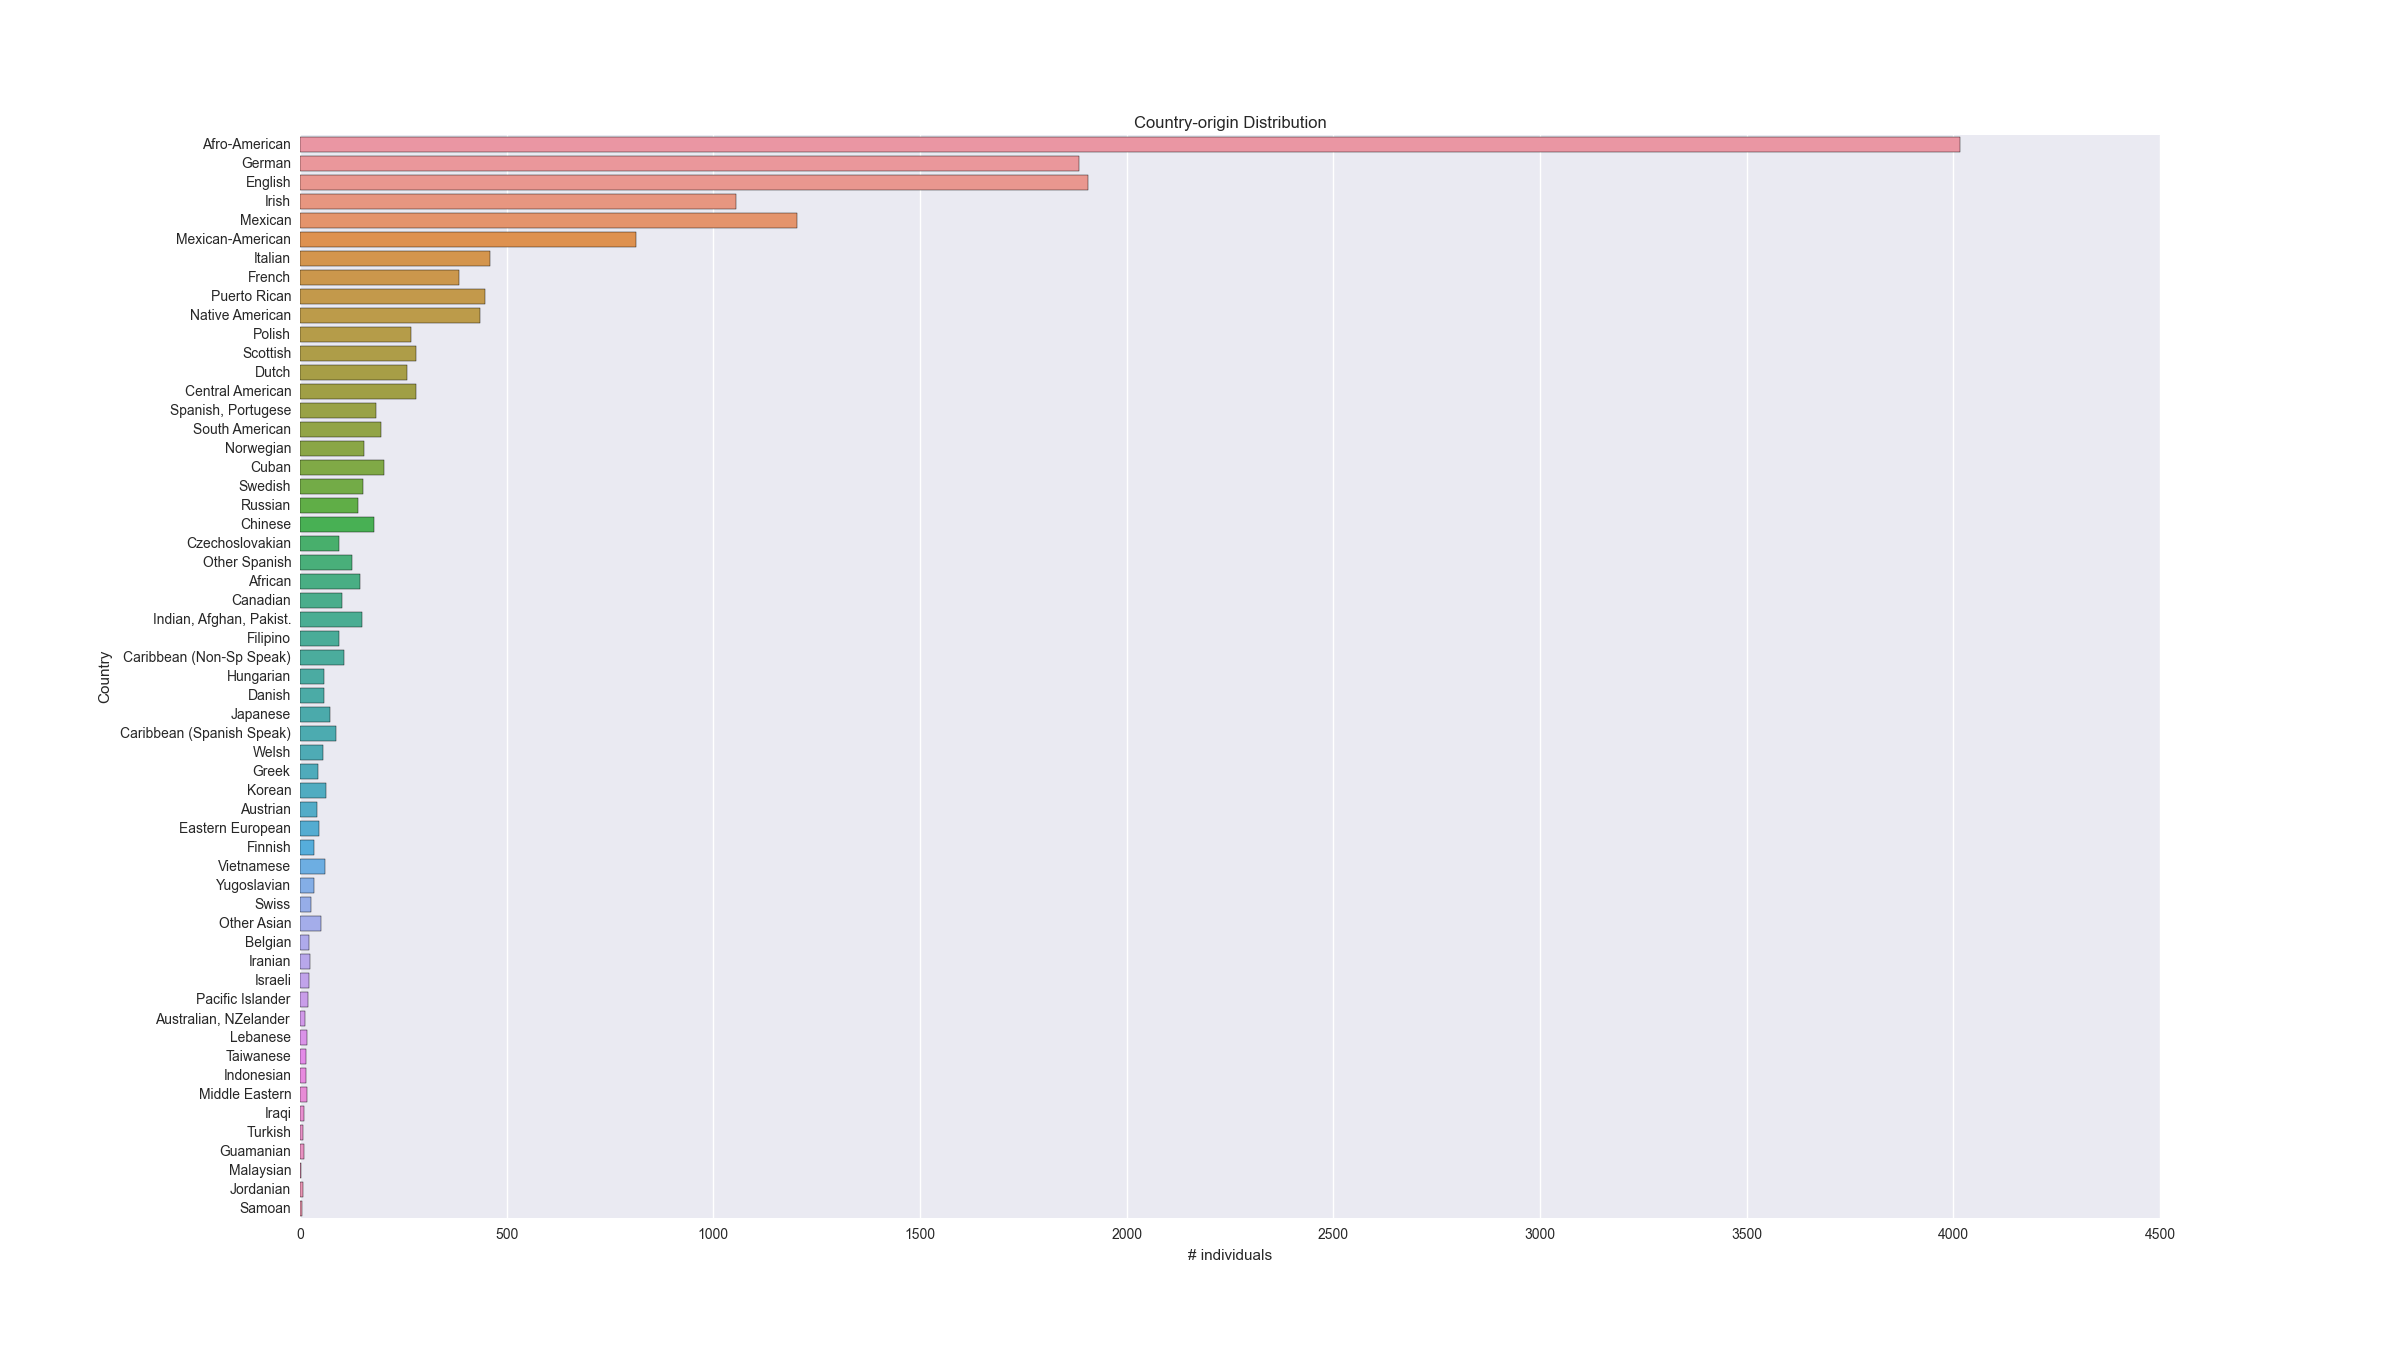 Country-origin Distribution
Afro-American
German
English
Irish
Mexican
Mexican-American
Italian
French
Puerto Rican
Native American
Polish
Scottish
Dutch
Central American
Spanish, Portugese
South American
Norwegian
Cuban
Swedish
Russian
Chinese
Czechoslovakian
Other Spanish
African
Canadian
Indian, Afghan, Pakist.
Filipino
Caribbean (Non-Sp Speak)
Hungarian
Danish
Japanese
Caribbean (Spanish Speak)
Welsh
Greek
Korean
Austrian
Eastern European
Finnish
Vietnamese
Yugoslavian
Swiss
Other Asian
Belgian
Iranian
Israeli
Pacific Islander
Australian, NZelander
Lebanese
Taiwanese
Indonesian
Middle Eastern
Iraqi
Turkish
Guamanian
Malaysian
Jordanian
Samoan
Country
0 500 1000 1500 2000 2500 3000 3500 4000 4500
# individuals